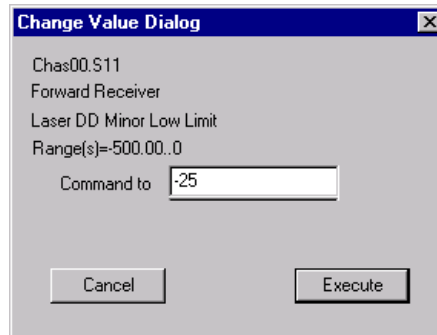 Change Value Dialog
Chas00.S11
Forward Receiver
Laser DD Minor Low Limit
Range(s)=-500.00..0
Command to -25
Cancel Execute